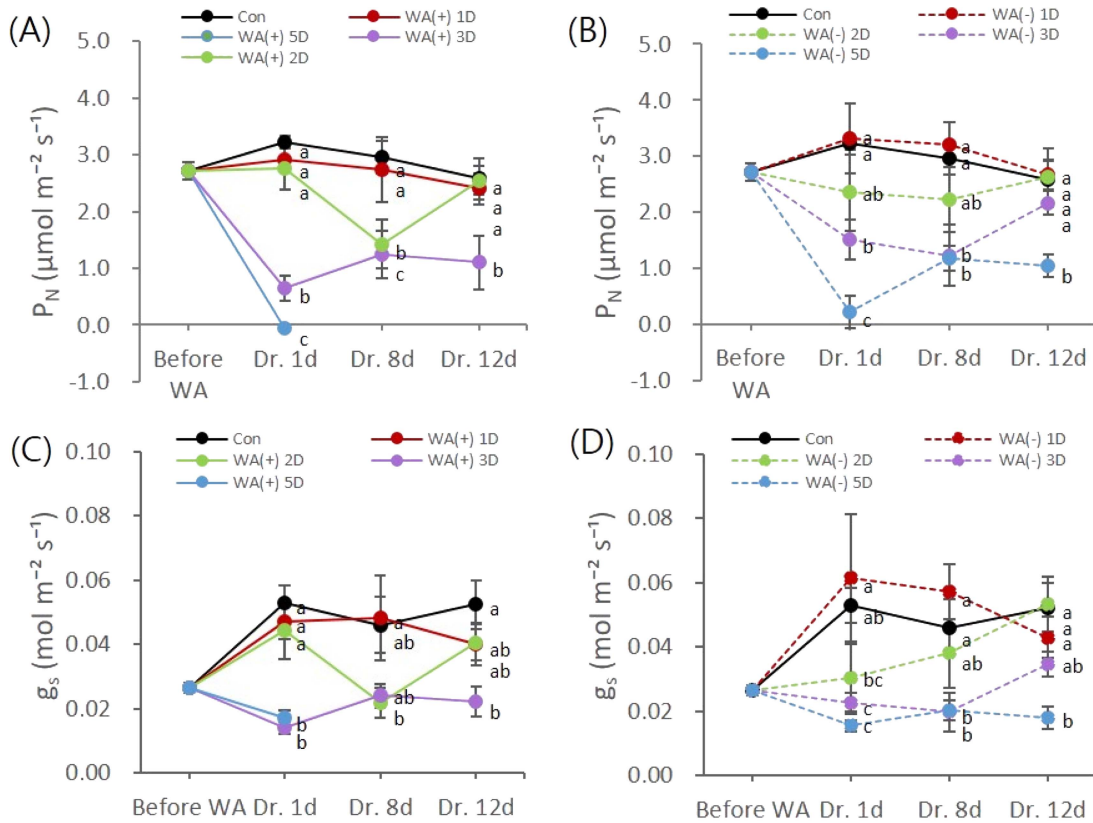 (A)
Con
WA(+) 1D
WA(+) 5D
WA(+) 3D
WA(+) 2D
5.0
4.0
3.0
2.0
1.0
0.0
-1.0
P_N (μmol m⁻² s⁻¹)
a
a
a
a
a
a
a
a
b
c
b
b
c
Before WA
Dr. 1d
Dr. 8d
Dr. 12d
(B)
Con
WA(-) 1D
WA(-) 2D
WA(-) 3D
WA(-) 5D
5.0
4.0
3.0
2.0
1.0
0.0
-1.0
P_N (μmol m⁻² s⁻¹)
a
a
a
a
a
a
a
a
ab
ab
b
b
b
b
c
Before WA
Dr. 1d
Dr. 8d
Dr. 12d
(C)
Con
WA(+) 1D
WA(+) 2D
WA(+) 3D
WA(+) 5D
0.10
0.08
0.06
0.04
0.02
0.00
g_s (mol m⁻² s⁻¹)
a
a
a
a
ab
ab
b
a
ab
ab
b
b
b
Before WA
Dr. 1d
Dr. 8d
Dr. 12d
(D)
Con
WA(-) 1D
WA(-) 2D
WA(-) 3D
WA(-) 5D
0.10
0.08
0.06
0.04
0.02
0.00
g_s (mol m⁻² s⁻¹)
a
ab
bc
c
c
a
a
ab
b
b
a
a
a
ab
b
Before WA
Dr. 1d
Dr. 8d
Dr. 12d